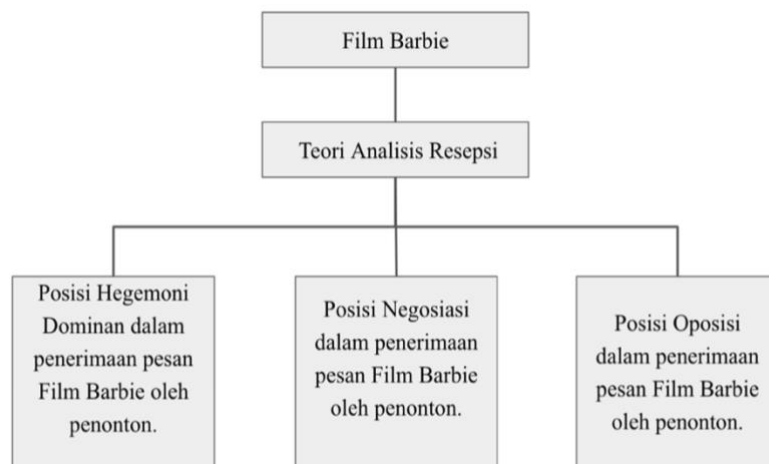 Film Barbie
Teori Analisis Resepsi
Posisi Hegemoni
Dominan dalam
penerimaan pesan
Film Barbie oleh
penonton.
Posisi Negosiasi
dalam penerimaan
pesan Film Barbie
oleh penonton.
Posisi Oposisi
dalam penerimaan
pesan Film Barbie
oleh penonton.